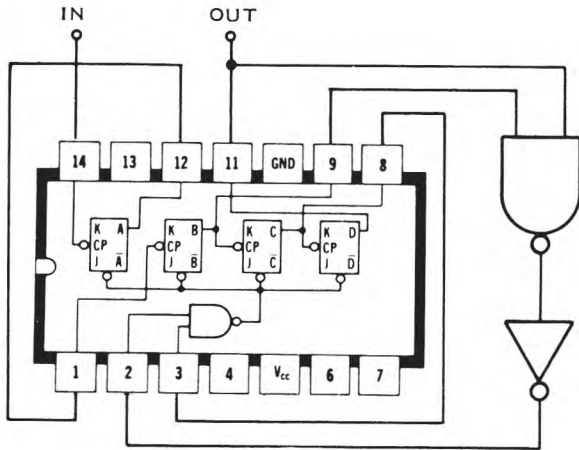 IN OUT
14 13 12 11 GND 9 8
K A K B K C K D
CP CP CP CP
J A̅ J B̅ J C̅ J D̅
1 2 3 4 Vcc 6 7